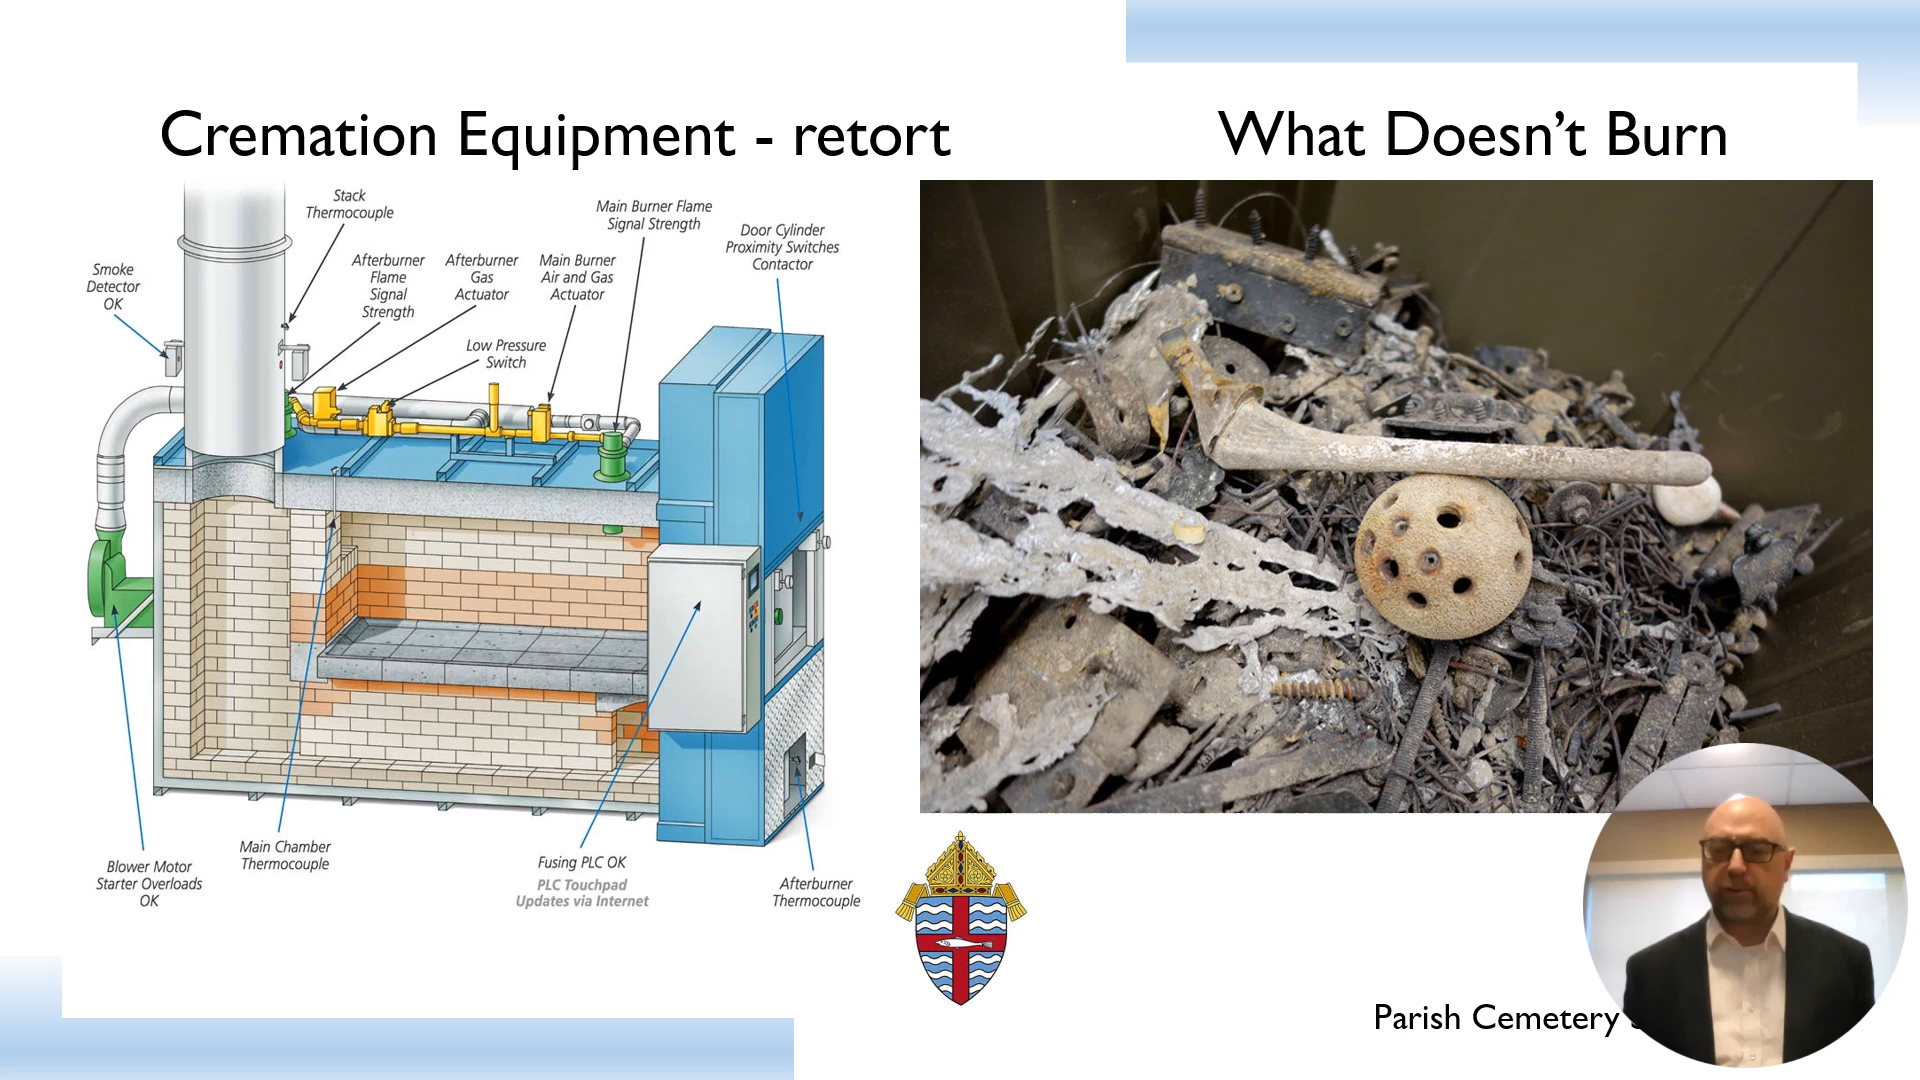 Cremation Equipment - retort
What Doesn’t Burn
Stack
Thermocouple
Main Burner Flame
Signal Strength
Door Cylinder
Proximity Switches
Contactor
Smoke
Detector
OK
Afterburner
Flame
Signal
Strength
Afterburner
Gas
Actuator
Main Burner
Air and Gas
Actuator
Low Pressure
Switch
Main Chamber
Thermocouple
Blower Motor
Starter Overloads
OK
Fusing PLC OK
PLC Touchpad
Updates via Internet
Afterburner
Thermocouple
Parish Cemetery